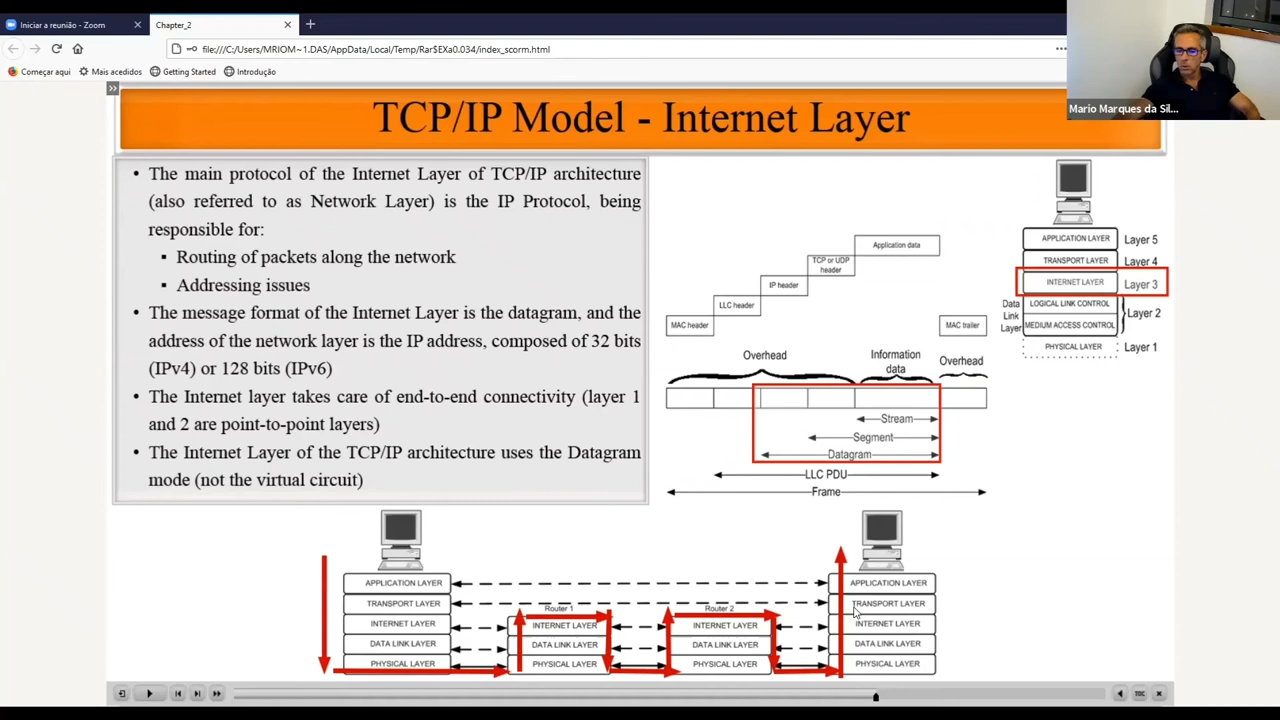 Iniciar a reunião - Zoom
Chapter_2
file:///C:/Users/MRIOM~1.DAS/AppData/Local/Temp/Rar$EXa0.034/index_scorm.html
Começar aqui
Mais acedidos
Getting Started
Introdução
Mario Marques da Sil...
TCP/IP Model - Internet Layer
• The main protocol of the Internet Layer of TCP/IP architecture
(also referred to as Network Layer) is the IP Protocol, being
responsible for:
▪ Routing of packets along the network
▪ Addressing issues
• The message format of the Internet Layer is the datagram, and the
address of the network layer is the IP address, composed of 32 bits
(IPv4) or 128 bits (IPv6)
• The Internet layer takes care of end-to-end connectivity (layer 1
and 2 are point-to-point layers)
• The Internet Layer of the TCP/IP architecture uses the Datagram
mode (not the virtual circuit)
Application data
TCP or UDP
header
IP header
LLC header
MAC header
MAC trailer
Overhead
Information
data
Overhead
Stream
Segment
Datagram
LLC PDU
Frame
APPLICATION LAYER
Layer 5
TRANSPORT LAYER
Layer 4
INTERNET LAYER
Layer 3
Data
Link
Layer
LOGICAL LINK CONTROL
MEDIUM ACCESS CONTROL
Layer 2
PHYSICAL LAYER
Layer 1
APPLICATION LAYER
TRANSPORT LAYER
INTERNET LAYER
DATA LINK LAYER
PHYSICAL LAYER
Router 1
INTERNET LAYER
DATA LINK LAYER
PHYSICAL LAYER
Router 2
INTERNET LAYER
DATA LINK LAYER
PHYSICAL LAYER
APPLICATION LAYER
TRANSPORT LAYER
INTERNET LAYER
DATA LINK LAYER
PHYSICAL LAYER
TOC